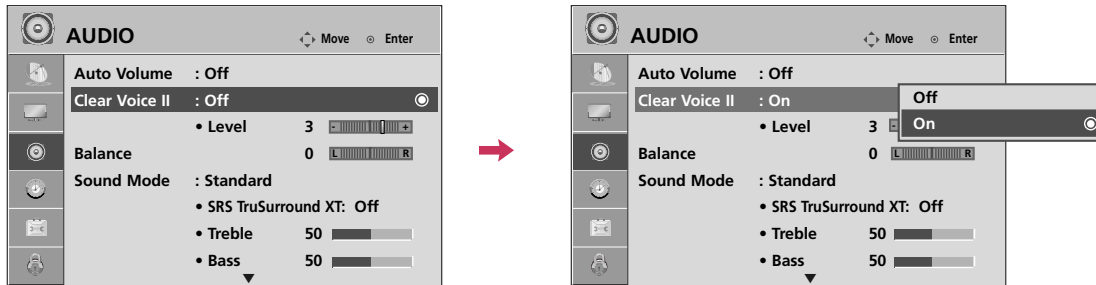 AUDIO
Move Enter
Auto Volume : Off
Clear Voice II : Off
• Level 3 - +
Balance 0 L R
Sound Mode : Standard
• SRS TruSurround XT: Off
• Treble 50
• Bass 50
AUDIO
Move Enter
Auto Volume : Off
Clear Voice II : On
Off
On
• Level 3 -
Balance 0 L R
Sound Mode : Standard
• SRS TruSurround XT: Off
• Treble 50
• Bass 50